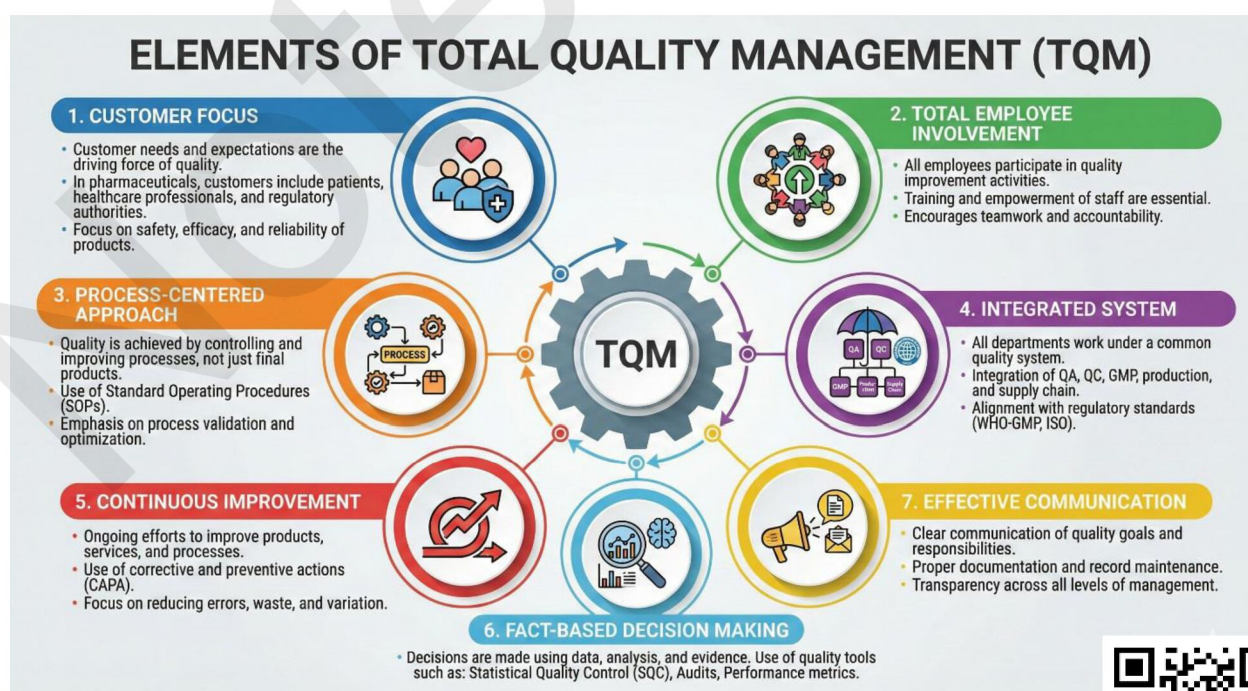 ELEMENTS OF TOTAL QUALITY MANAGEMENT (TQM)
1. CUSTOMER FOCUS
• Customer needs and expectations are the
driving force of quality.
• In pharmaceuticals, customers include patients,
healthcare professionals, and regulatory
authorities.
• Focus on safety, efficacy, and reliability of
products.
2. TOTAL EMPLOYEE
INVOLVEMENT
• All employees participate in quality
improvement activities.
• Training and empowerment of staff are essential.
• Encourages teamwork and accountability.
3. PROCESS-CENTERED
APPROACH
• Quality is achieved by controlling and
improving processes, not just final
products.
• Use of Standard Operating Procedures
(SOPs).
• Emphasis on process validation and
optimization.
PROCESS
TQM
4. INTEGRATED SYSTEM
• All departments work under a common
quality system.
• Integration of QA, QC, GMP, production,
and supply chain.
• Alignment with regulatory standards
(WHO-GMP, ISO).
QA
QC
GMP
Supply
Chain
5. CONTINUOUS IMPROVEMENT
• Ongoing efforts to improve products,
services, and processes.
• Use of corrective and preventive actions
(CAPA).
• Focus on reducing errors, waste, and variation.
6. FACT-BASED DECISION MAKING
• Decisions are made using data, analysis, and evidence. Use of quality tools
such as: Statistical Quality Control (SQC), Audits, Performance metrics.
7. EFFECTIVE COMMUNICATION
• Clear communication of quality goals and
responsibilities.
• Proper documentation and record maintenance.
• Transparency across all levels of management.